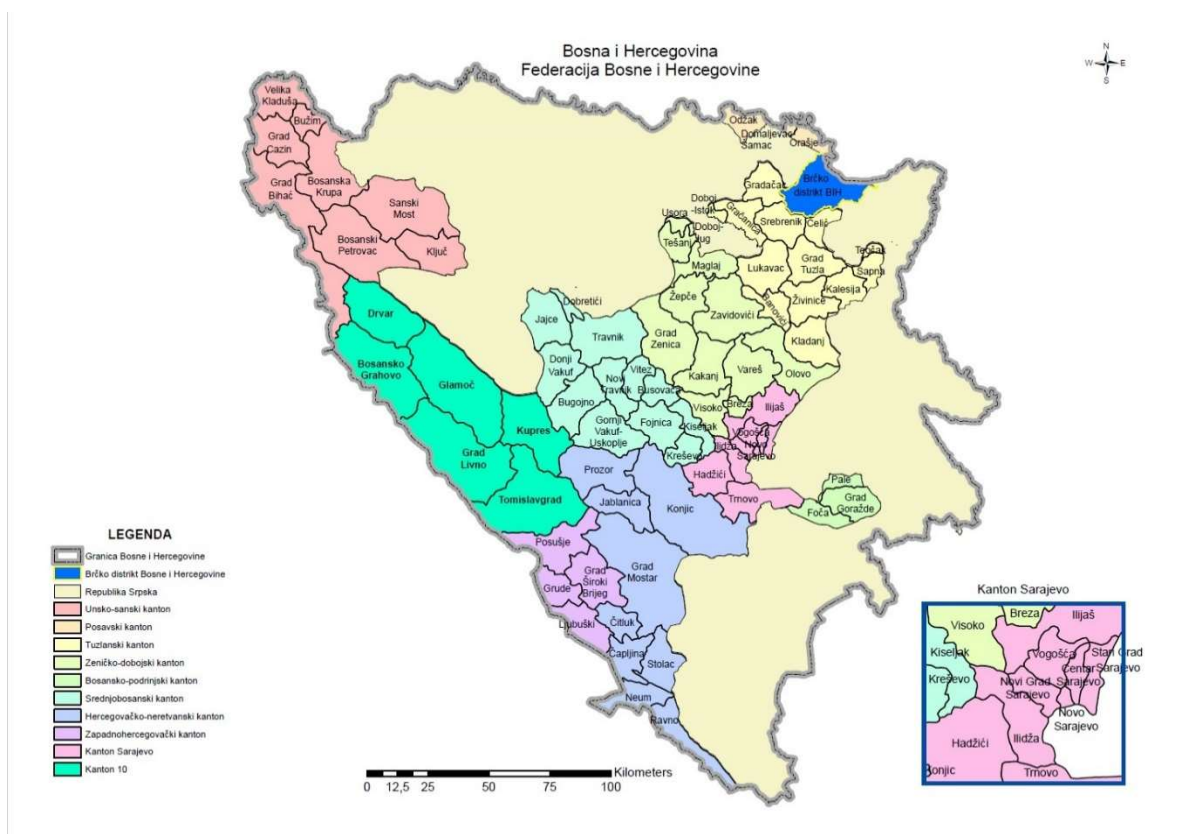 Bosna i Hercegovina
Federacija Bosne i Hercegovine
N
W E
S
Velika
Kladuša
Bužim
Grad
Cazin
Grad
Bihać
Bosanska
Krupa
Sanski
Most
Bosanski
Petrovac
Ključ
Odžak
Domaljevac
Šamac
Orašje
Brčko
distrikt BIH
Gradačac
Doboj
-Istok
Gračanica
Srebrenik
Čelić
Usora
Doboj-
Jug
Tešanj
Teočak
Maglaj
Lukavac
Grad
Tuzla
Sapna
Kalesija
Banovići
Živinice
Žepče
Zavidovići
Kladanj
Drvar
Bosansko
Grahovo
Glamoč
Kupres
Grad
Livno
Tomislavgrad
Dobretići
Jajce
Travnik
Donji
Vakuf
Novi
Travnik
Vitez
Busovača
Bugojno
Gornji
Vakuf-
Uskoplje
Fojnica
Kiseljak
Kreševo
Grad
Zenica
Kakanj
Vareš
Olovo
Visoko
Breza
Ilijaš
Vogošća
Novo
Sarajevo
Ilidža
Hadžići
Trnovo
Pale
Grad
Goražde
Foča
Prozor
Jablanica
Konjic
Grad
Mostar
Posušje
Grad
Široki
Brijeg
Grude
Ljubuški
Čitluk
Čapljina
Stolac
Neum
Ravno
LEGENDA
Granica Bosne i Hercegovine
Brčko distrikt Bosne i Hercegovine
Republika Srpska
Unsko-sanski kanton
Posavski kanton
Tuzlanski kanton
Zeničko-dobojski kanton
Bosansko-podrinjski kanton
Srednjobosanski kanton
Hercegovačko-neretvanski kanton
Zapadnohercegovački kanton
Kanton Sarajevo
Kanton 10
Kilometers
0 12,5 25 50 75 100
Kanton Sarajevo
Breza
Ilijaš
Visoko
Kiseljak
Vogošća
Stari Grad
Sarajevo
Centar
Sarajevo
Kreševo
Novi Grad
Sarajevo
Novo
Sarajevo
Hadžići
Ilidža
Konjic
Trnovo